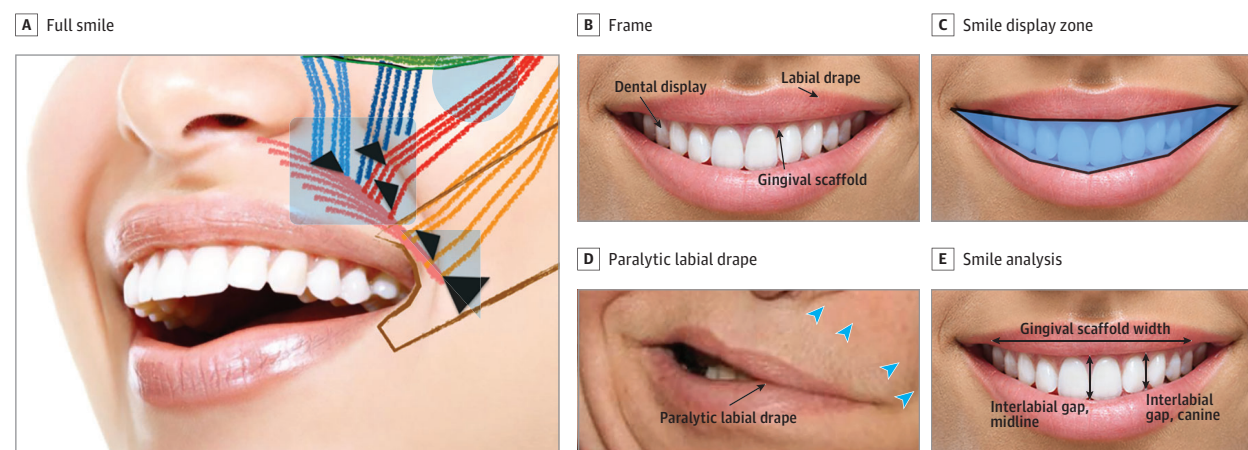 A Full smile
B Frame
C Smile display zone
Dental display
Labial drape
Gingival scaffold
D Paralytic labial drape
E Smile analysis
Paralytic labial drape
Gingival scaffold width
Interlabial gap,
midline
Interlabial
gap, canine